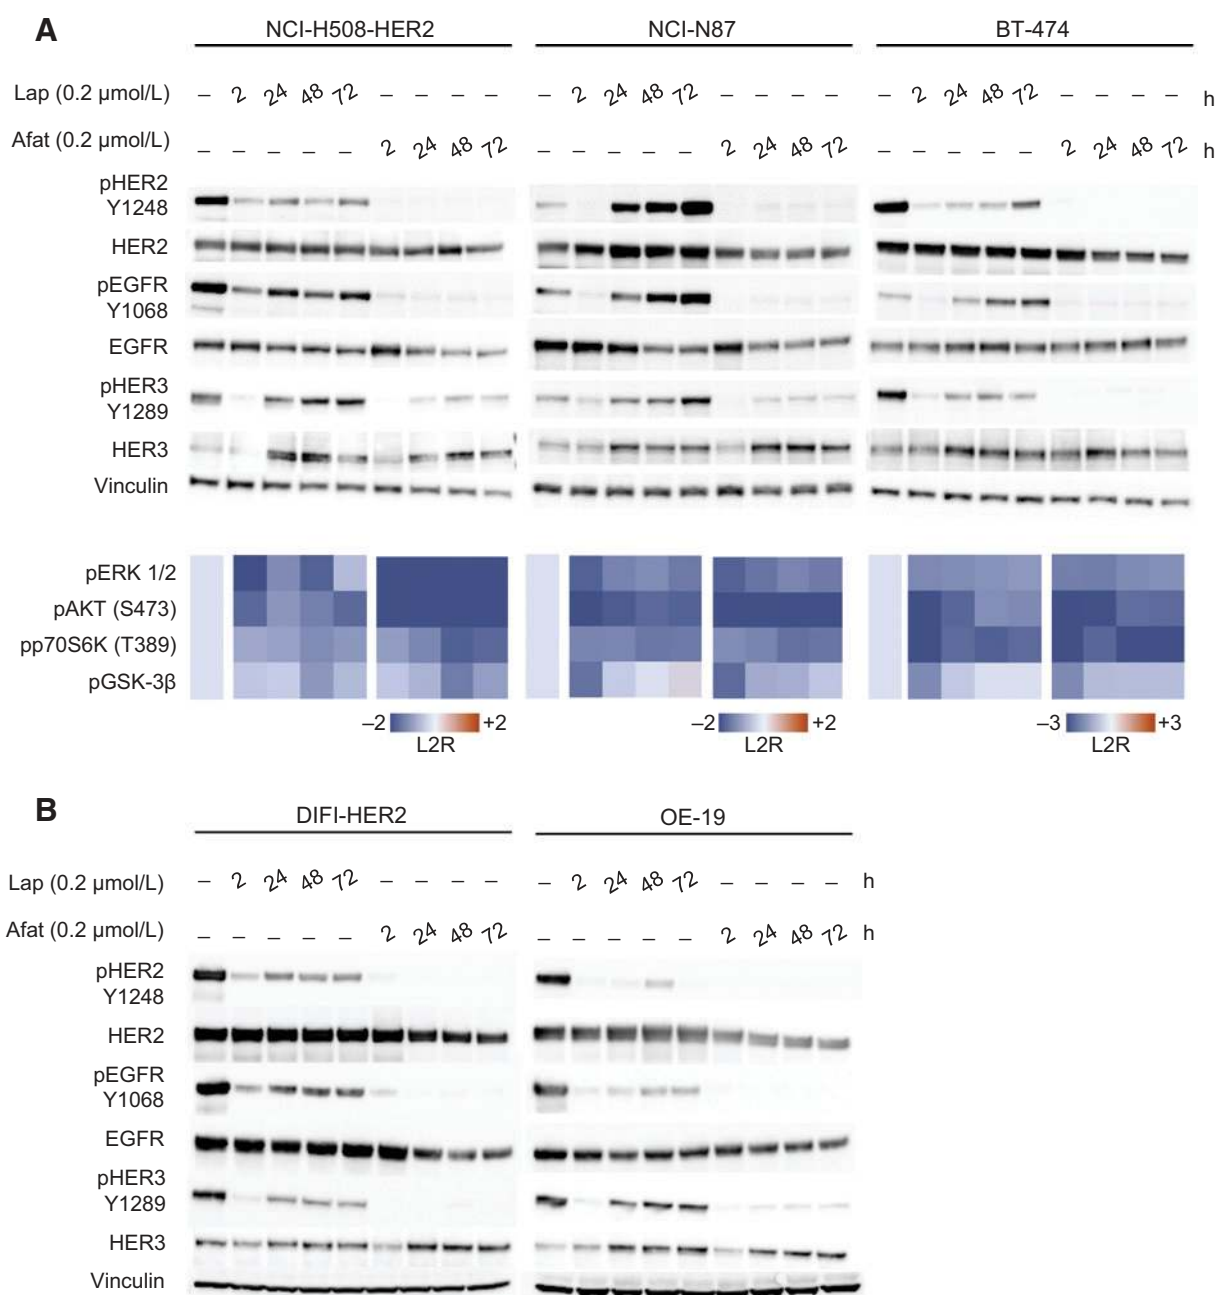 A
NCI-H508-HER2 NCI-N87 BT-474
Lap (0.2 µmol/L) – 2 24 48 72 – – – – – 2 24 48 72 – – – – – 2 24 48 72 – – – – h
Afat (0.2 µmol/L) – – – – – 2 24 48 72 – – – – – 2 24 48 72 – – – – – 2 24 48 72 h
pHER2
Y1248
HER2
pEGFR
Y1068
EGFR
pHER3
Y1289
HER3
Vinculin
pERK 1/2
pAKT (S473)
pp70S6K (T389)
pGSK-3β
–2 +2 –2 +2 –3 +3
L2R L2R L2R
B
DIFI-HER2 OE-19
Lap (0.2 µmol/L) – 2 24 48 72 – – – – – 2 24 48 72 – – – – h
Afat (0.2 µmol/L) – – – – – 2 24 48 72 – – – – – 2 24 48 72 h
pHER2
Y1248
HER2
pEGFR
Y1068
EGFR
pHER3
Y1289
HER3
Vinculin